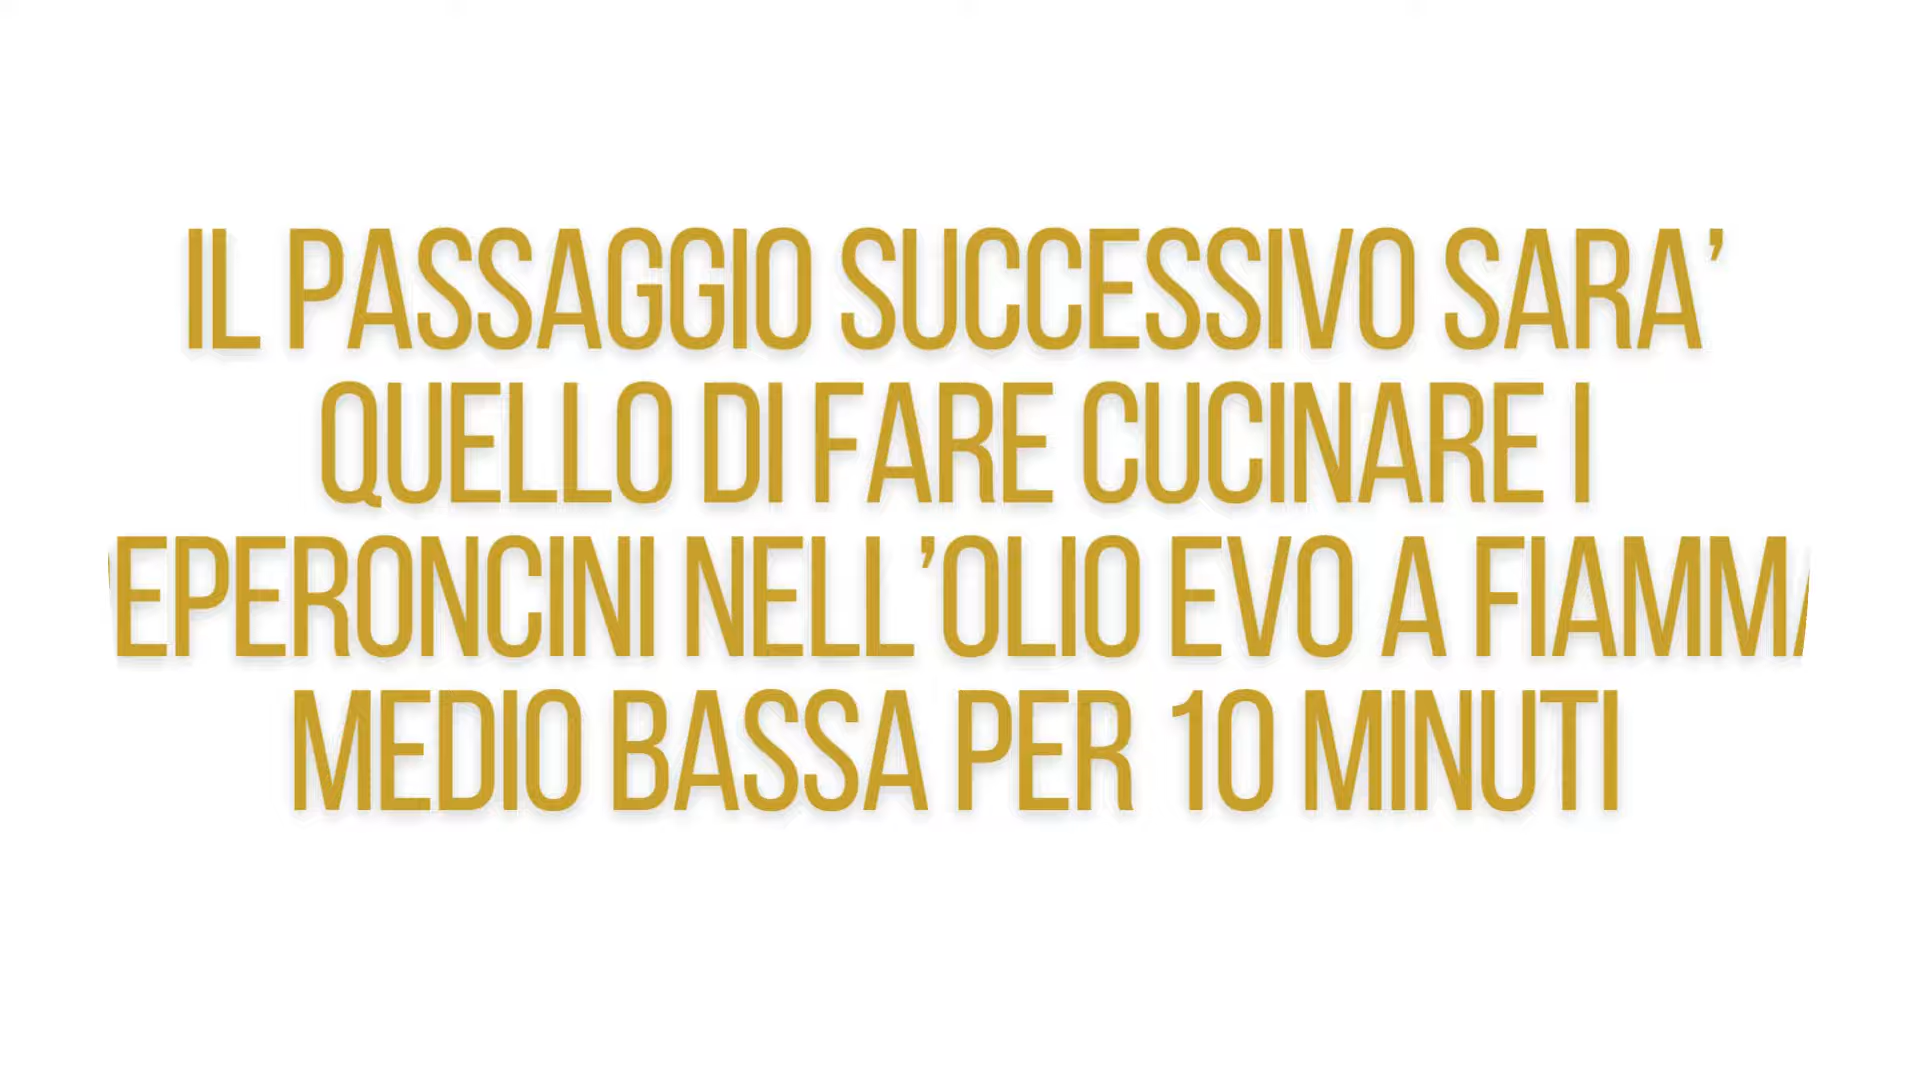 IL PASSAGGIO SUCCESSIVO SARA’
QUELLO DI FARE CUCINARE I
EPERONCINI NELL’OLIO EVO A FIAMM
MEDIO BASSA PER 10 MINUTI